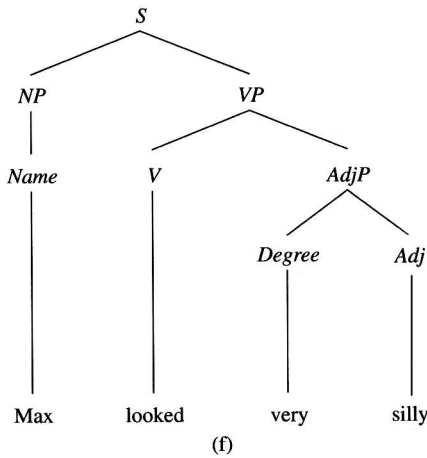 S
NP VP
Name V AdjP
Degree Adj
Max looked very silly
(f)